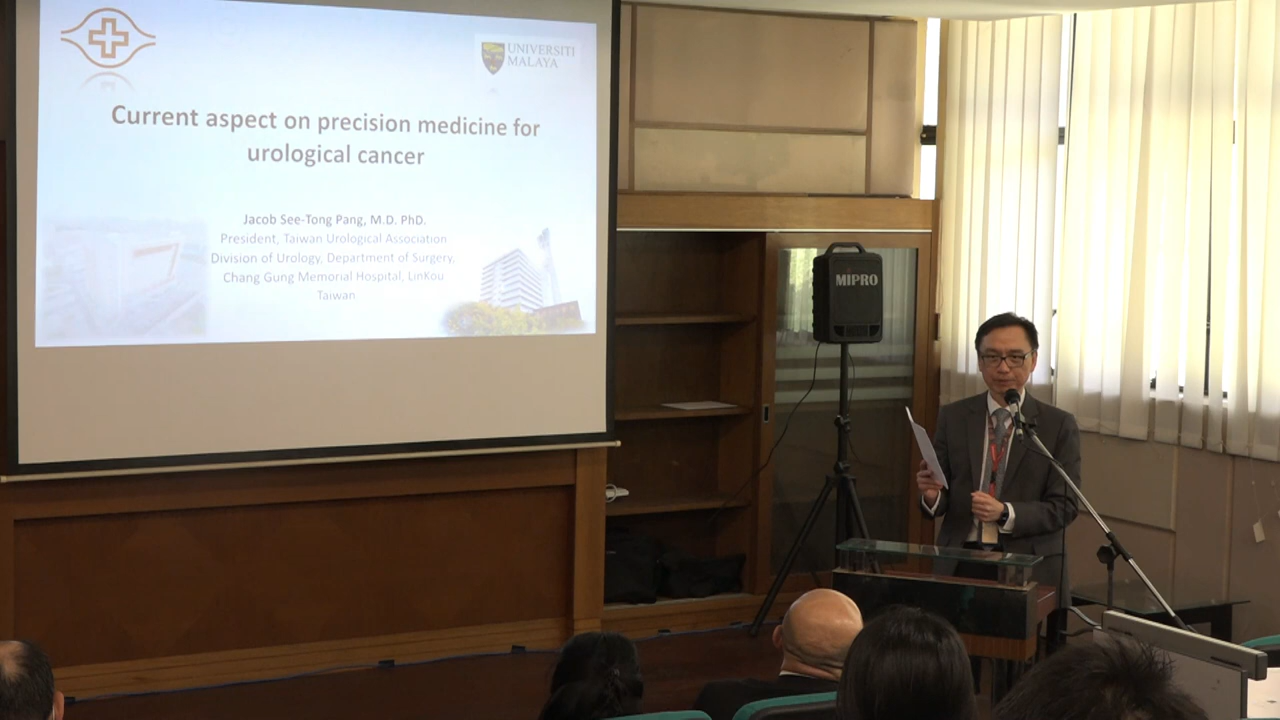 UNIVERSITI
MALAYA
Current aspect on precision medicine for
urological cancer
Jacob See-Tong Pang, M.D. PhD.
President, Taiwan Urological Association
Division of Urology, Department of Surgery,
Chang Gung Memorial Hospital, LinKou
Taiwan
MIPRO